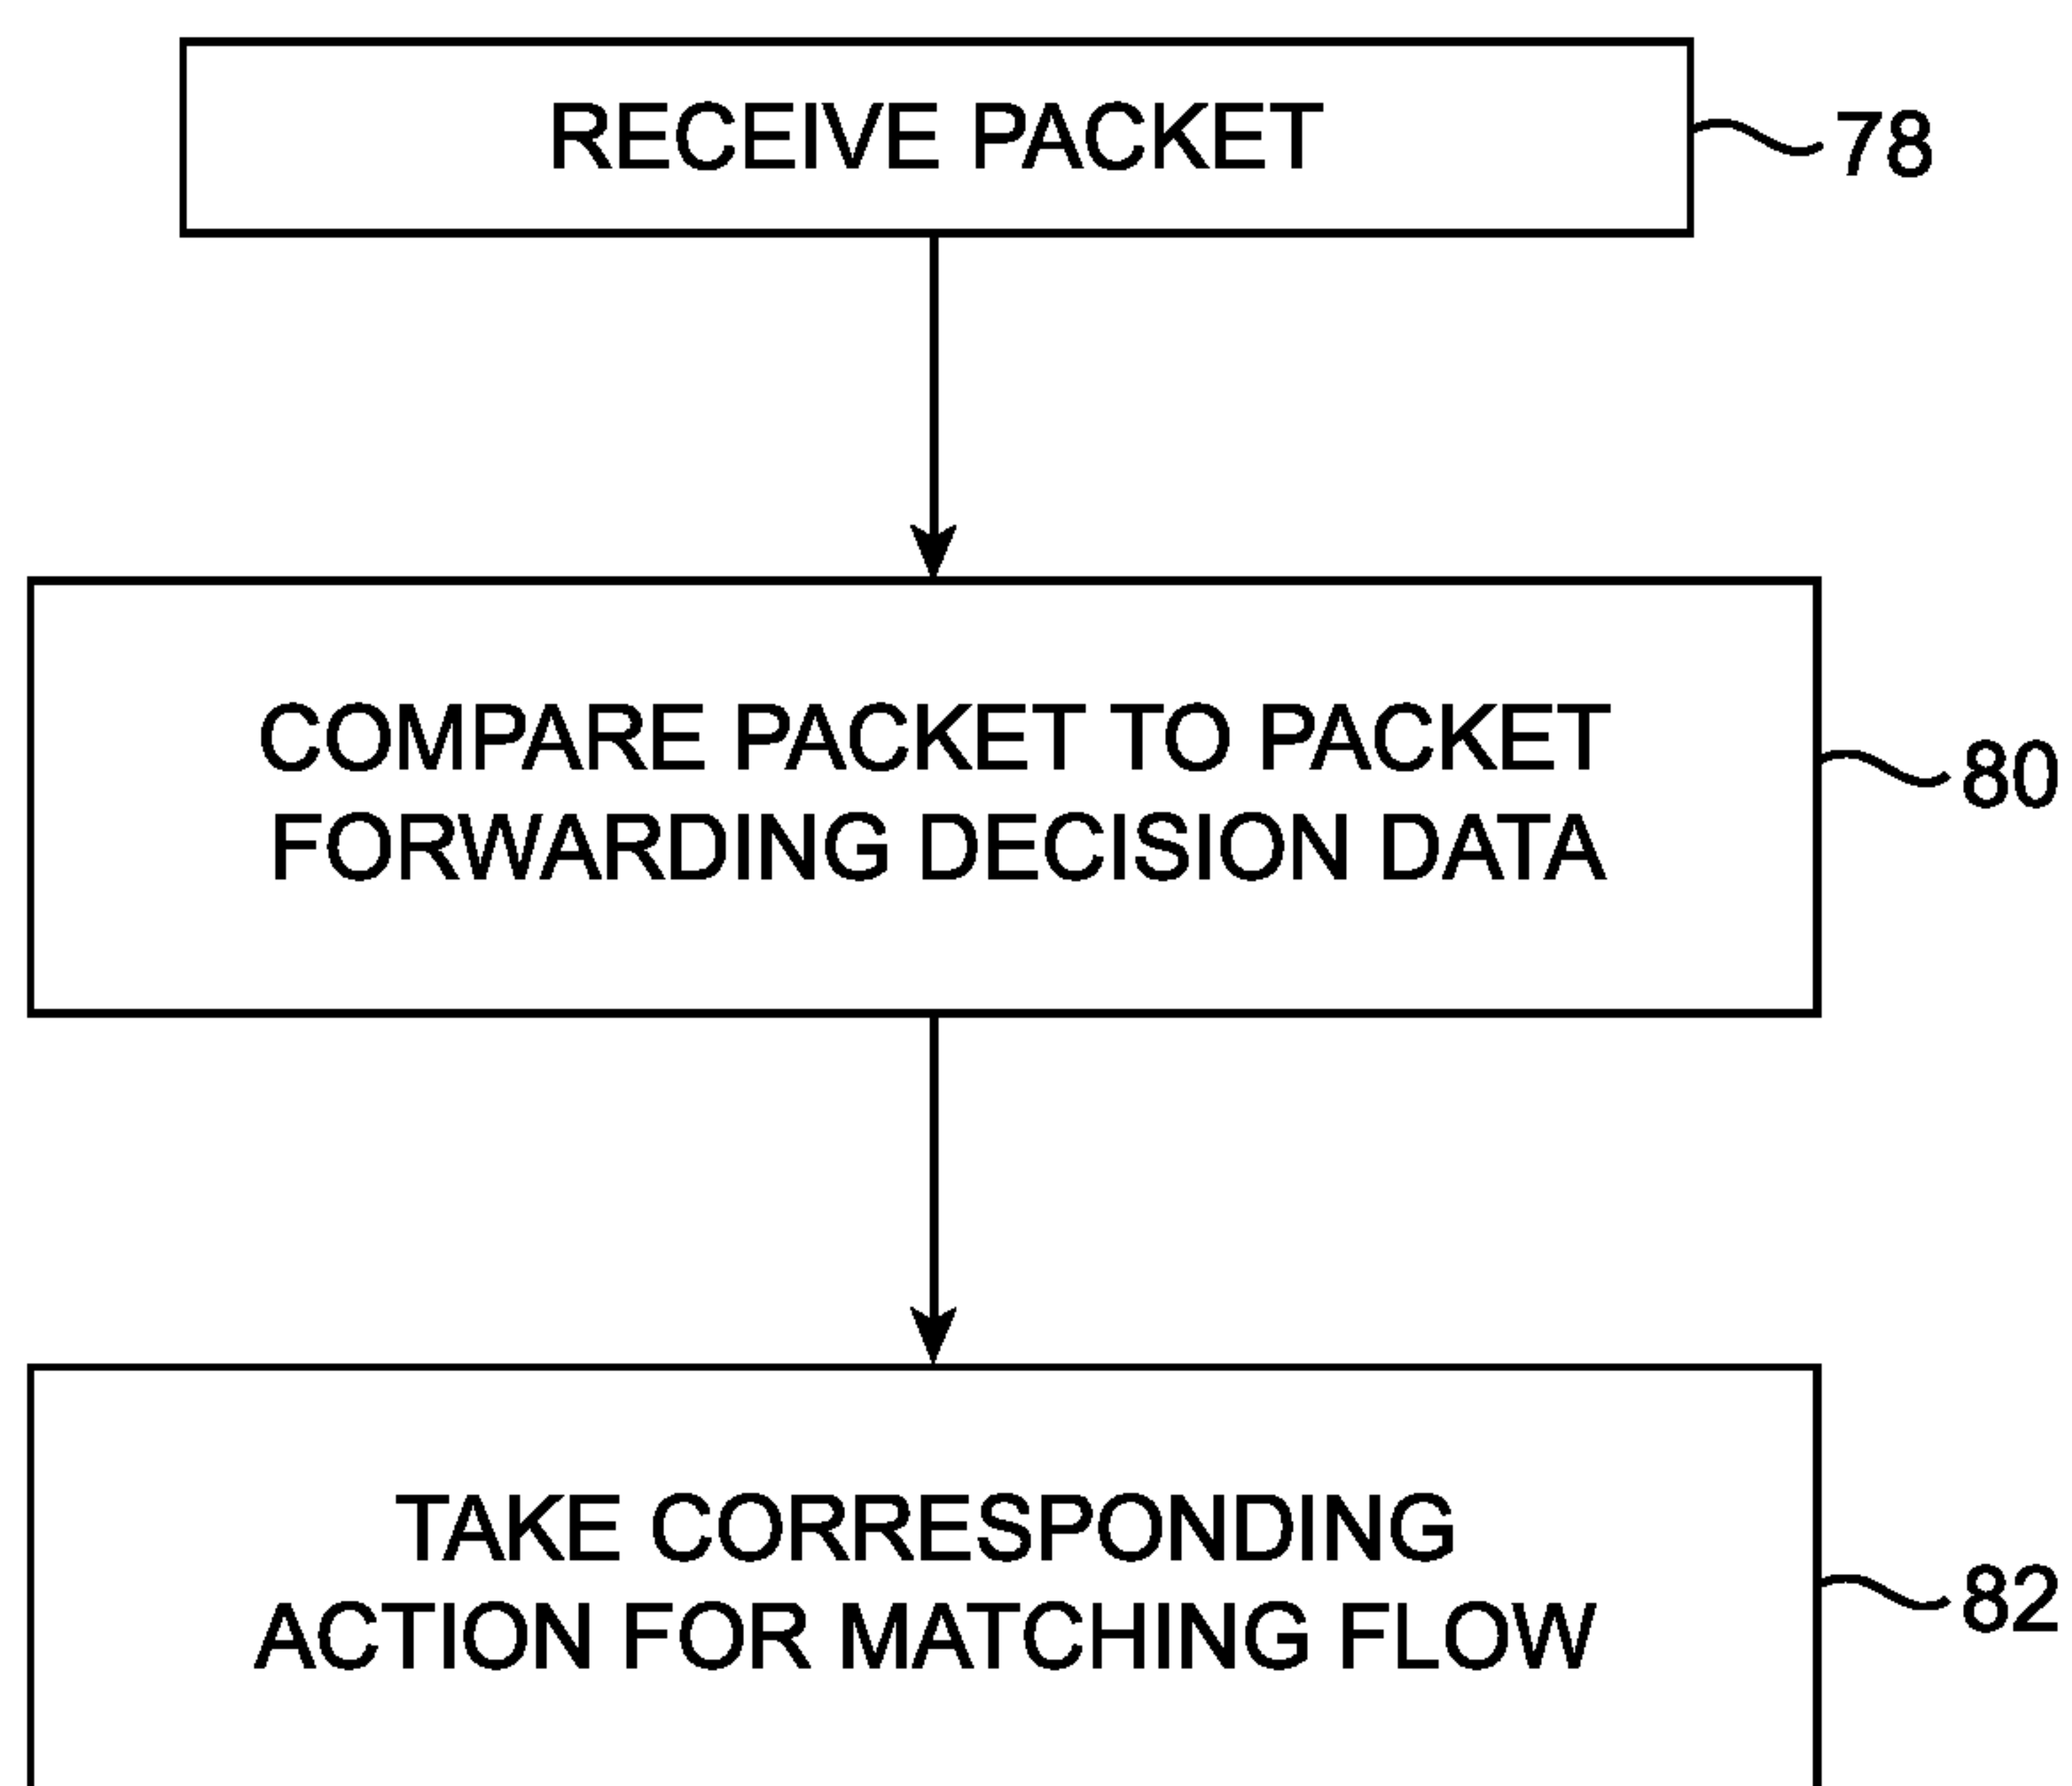 RECEIVE PACKET
78
COMPARE PACKET TO PACKET
FORWARDING DECISION DATA
80
TAKE CORRESPONDING
ACTION FOR MATCHING FLOW
82